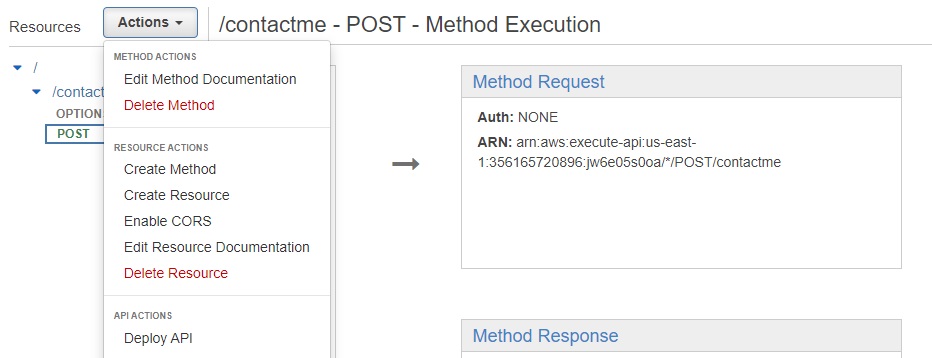 Resources
Actions
/contactme - POST - Method Execution
/
/contact
OPTION
POST
METHOD ACTIONS
Edit Method Documentation
Delete Method
RESOURCE ACTIONS
Create Method
Create Resource
Enable CORS
Edit Resource Documentation
Delete Resource
API ACTIONS
Deploy API
Method Request
Auth: NONE
ARN: arn:aws:execute-api:us-east-
1:356165720896:jw6e05s0oa/*/POST/contactme
Method Response